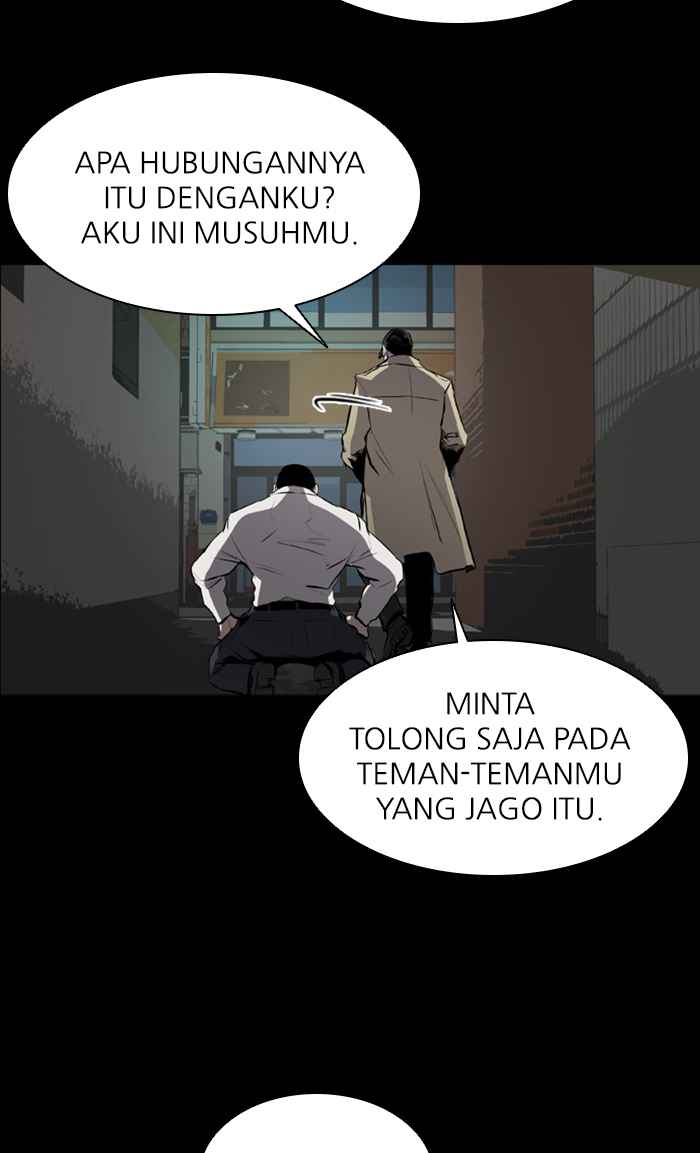 APA HUBUNGANNYA
ITU DENGANKU?
AKU INI MUSUHMU.
MINTA
TOLONG SAJA PADA
TEMAN-TEMANMU
YANG JAGO ITU.